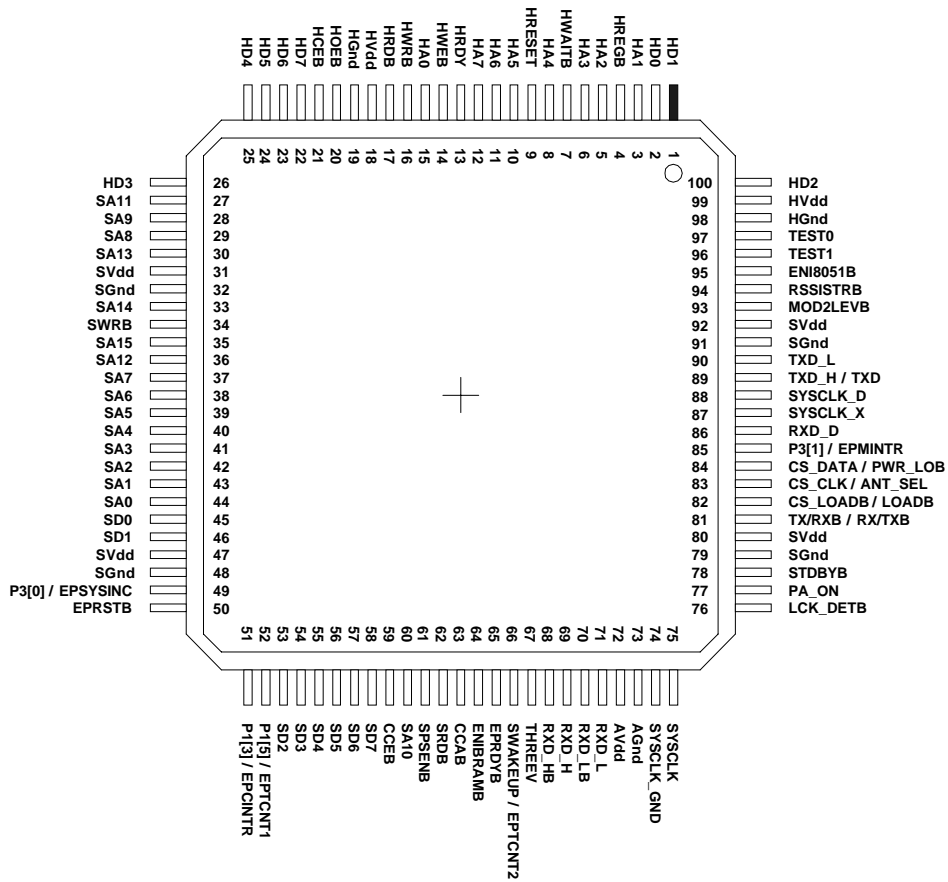 HD4
HD5
HD6
HD7
HCEB
HOEB
HGnd
HVdd
HRDB
HWRB
HA0
HWEB
HRDY
HA7
HA6
HA5
HRESET
HA4
HWAITB
HA3
HA2
HREGB
HA1
HD0
HD1
25
24
23
22
21
20
19
18
17
16
15
14
13
12
11
10
9
8
7
6
5
4
3
2
1
HD3 26
SA11 27
SA9 28
SA8 29
SA13 30
SVdd 31
SGnd 32
SA14 33
SWRB 34
SA15 35
SA12 36
SA7 37
SA6 38
SA5 39
SA4 40
SA3 41
SA2 42
SA1 43
SA0 44
SD0 45
SD1 46
SVdd 47
SGnd 48
P3[0] / EPSYSINC 49
EPRSTB 50
100 HD2
99 HVdd
98 HGnd
97 TEST0
96 TEST1
95 ENI8051B
94 RSSISTRB
93 MOD2LEVB
92 SVdd
91 SGnd
90 TXD_L
89 TXD_H / TXD
88 SYSCLK_D
87 SYSCLK_X
86 RXD_D
85 P3[1] / EPMINTR
84 CS_DATA / PWR_LOB
83 CS_CLK / ANT_SEL
82 CS_LOADB / LOADB
81 TX/RXB / RX/TXB
80 SVdd
79 SGnd
78 STDBYB
77 PA_ON
76 LCK_DETB
51
52
53
54
55
56
57
58
59
60
61
62
63
64
65
66
67
68
69
70
71
72
73
74
75
P1[3] / EPCINTR
P1[5] / EPTCNT1
SD2
SD3
SD4
SD5
SD6
SD7
CCEB
SA10
SPSENB
SRDB
CCAB
ENIBRAMB
EPRDYB
SWAKEUP / EPTCNT2
THREEV
RXD_HB
RXD_H
RXD_LB
RXD_L
AVdd
AGnd
SYSCLK_GND
SYSCLK